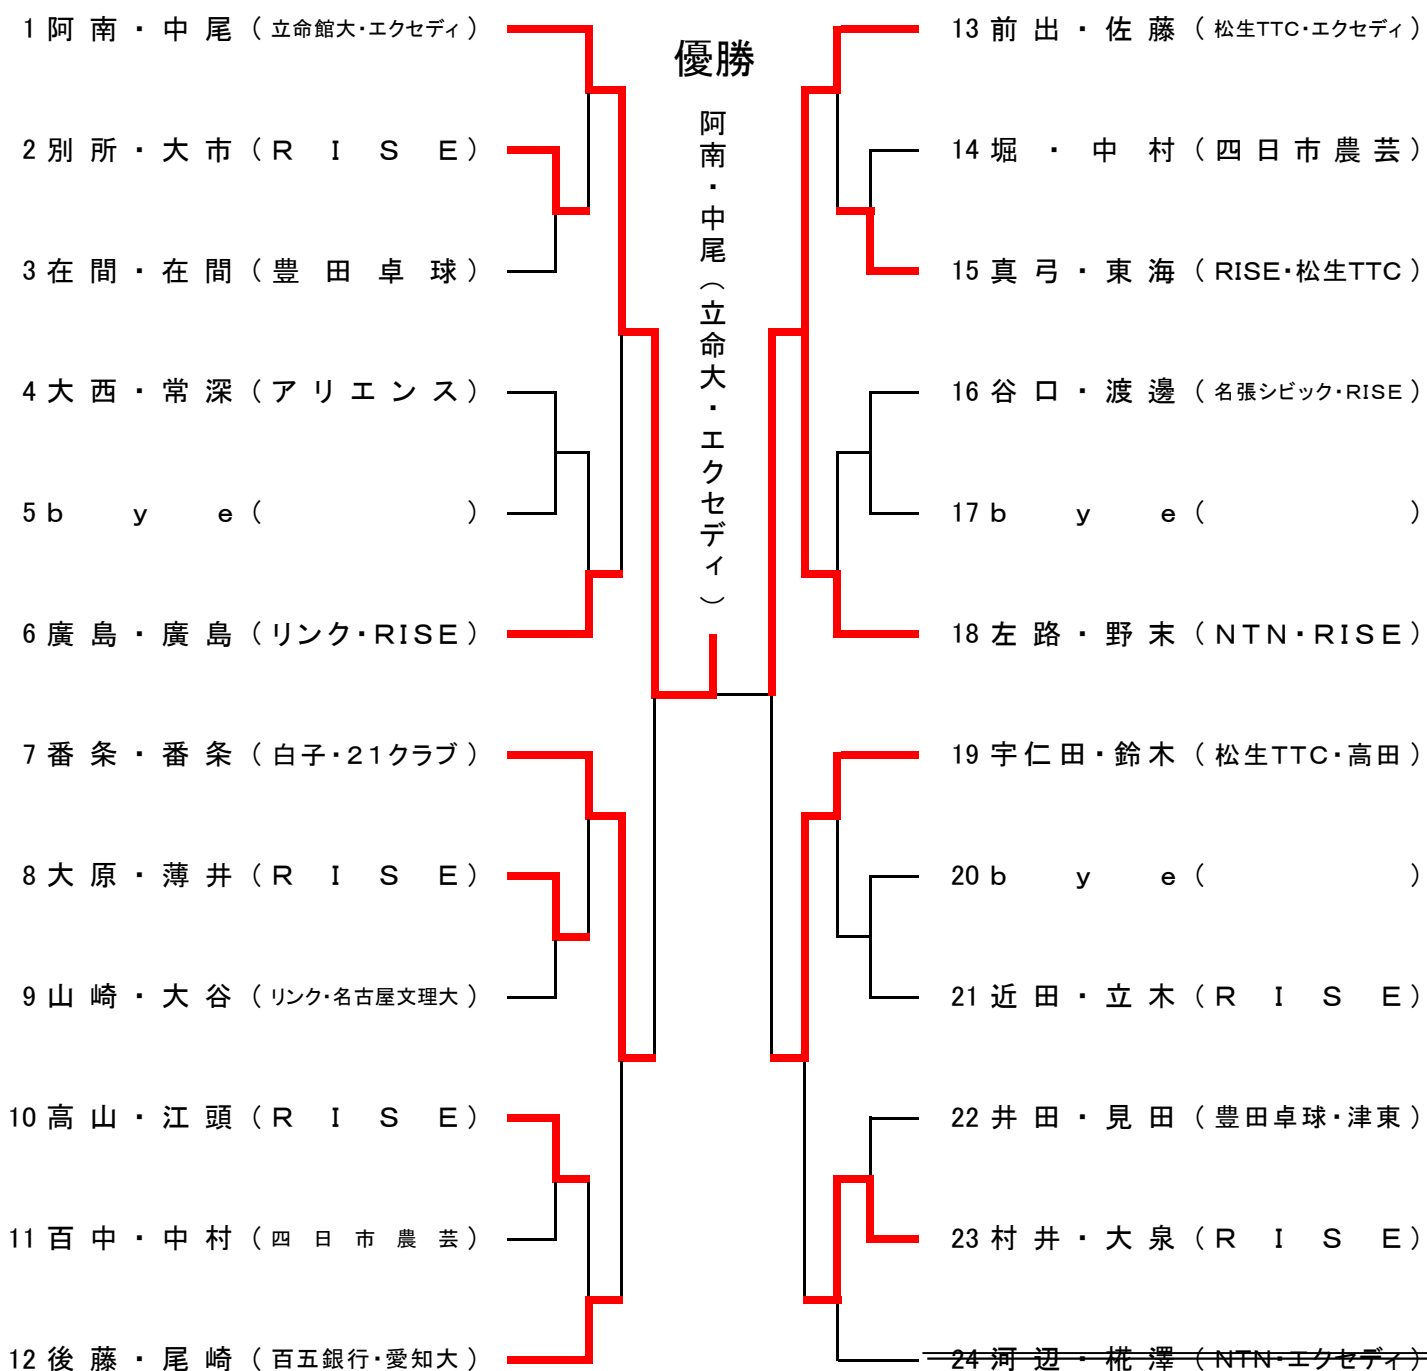 1 阿南・中尾（立命館大・エクセディ）
2 別所・大市（ＲＩＳＥ）
3 在間・在間（豊田卓球）
4 大西・常深（アリエンス）
5 ｂｙｅ（　　　）
6 廣島・廣島（リンク・RISE）
7 番条・番条（白子・21クラブ）
8 大原・薄井（ＲＩＳＥ）
9 山崎・大谷（リンク・名古屋文理大）
10 高山・江頭（ＲＩＳＥ）
11 百中・中村（四日市農芸）
12 後藤・尾崎（百五銀行・愛知大）
優勝
阿南・中尾（立命大・エクセディ）
13 前出・佐藤（松生TTC・エクセディ）
14 堀・中村（四日市農芸）
15 真弓・東海（RISE・松生TTC）
16 谷口・渡邊（名張シビック・RISE）
17 ｂｙｅ（　　　）
18 左路・野末（NTN・RISE）
19 宇仁田・鈴木（松生TTC・高田）
20 ｂｙｅ（　　　）
21 近田・立木（ＲＩＳＥ）
22 井田・見田（豊田卓球・津東）
23 村井・大泉（ＲＩＳＥ）
24 河辺・椛澤（NTN・エクセディ）